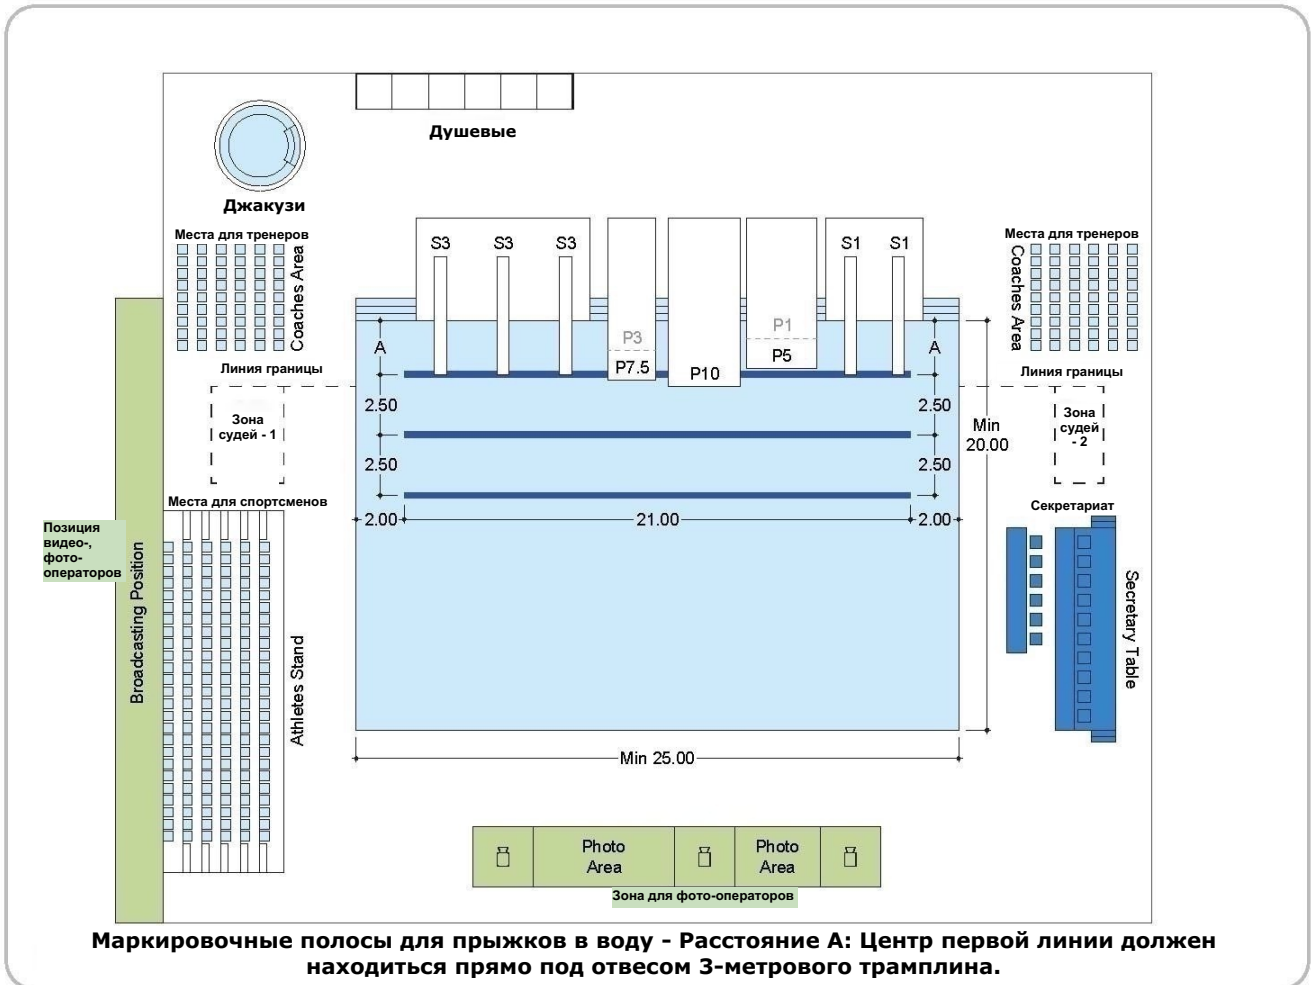 Душевые
Джакузи
Места для тренеров
Coaches Area
S3 S3 S3
S1 S1
Места для тренеров
Coaches Area
P3
P7.5
P10
P1
P5
A
A
Линия границы
Линия границы
Зона
судей - 1
2.50
2.50
Min
20.00
Зона
судей
- 2
2.50
2.50
Места для спортсменов
Секретариат
2.00
21.00
2.00
Позиция
видео-,
фото-
операторов
Broadcasting Position
Athletes Stand
Secretary Table
Min 25.00
Photo
Area
Photo
Area
Зона для фото-операторов
Маркировочные полосы для прыжков в воду - Расстояние А: Центр первой линии должен
находиться прямо под отвесом 3-метрового трамплина.